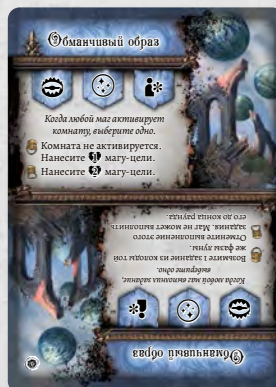 Обманчивый образ
Когда любой маг активирует
комнату, выберите одно.
Комната не активируется.
Нанесите 1 магу-цели.
Нанесите 2 магу-цели.
Обманчивый образ
Когда любой маг выполнил задание,
выберите одно.
Возьмите 1 задание из колоды той
же фазы луны.
Отмените выполнение этого
задания. Маг не может выполнить
его до конца раунда.